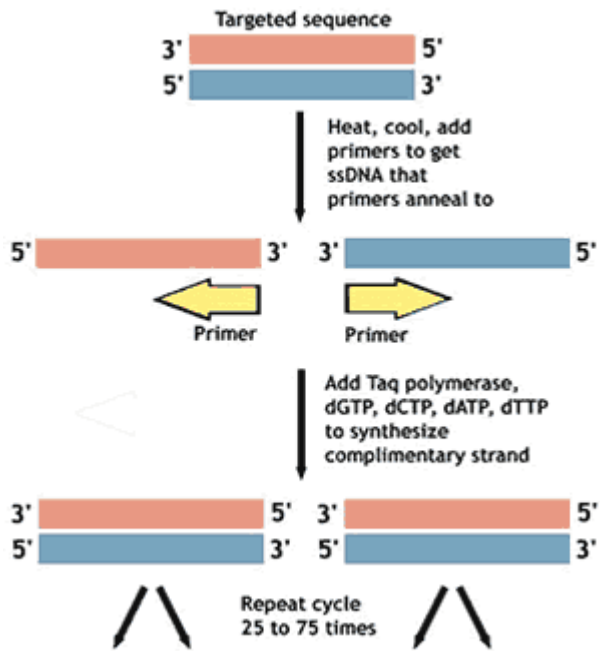 Targeted sequence
3' 5'
5' 3'
Heat, cool, add
primers to get
ssDNA that
primers anneal to
5' 3' 3' 5'
Primer Primer
Add Taq polymerase,
dGTP, dCTP, dATP, dTTP
to synthesize
complimentary strand
3' 5' 3' 5'
5' 3' 5' 3'
Repeat cycle
25 to 75 times